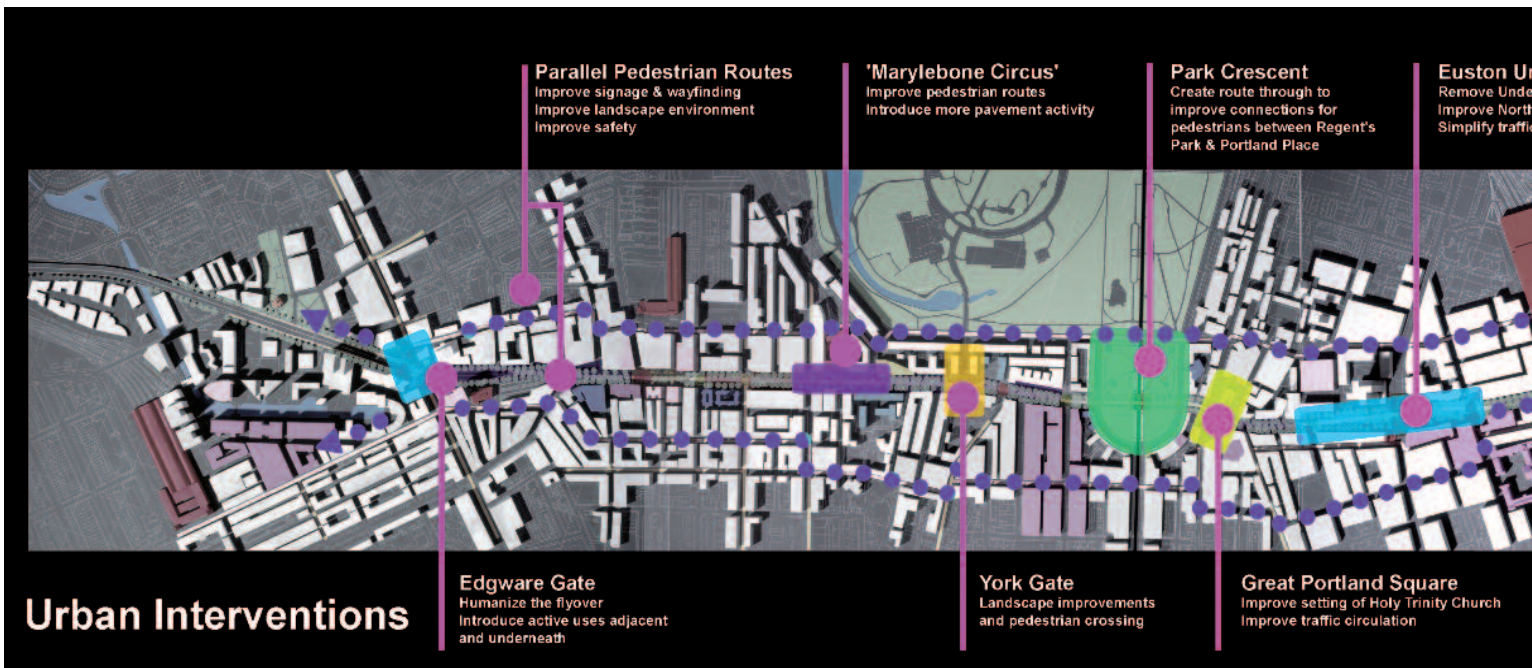 Parallel Pedestrian Routes
Improve signage & wayfinding
Improve landscape environment
Improve safety
'Marylebone Circus'
Improve pedestrian routes
Introduce more pavement activity
Park Crescent
Create route through to
improve connections for
pedestrians between Regent's
Park & Portland Place
Euston
Remove
Improve
Simplify
Urban Interventions
Edgware Gate
Humanize the flyover
Introduce active uses adjacent
and underneath
York Gate
Landscape improvements
and pedestrian crossing
Great Portland Square
Improve setting of Holy Trinity Church
Improve traffic circulation